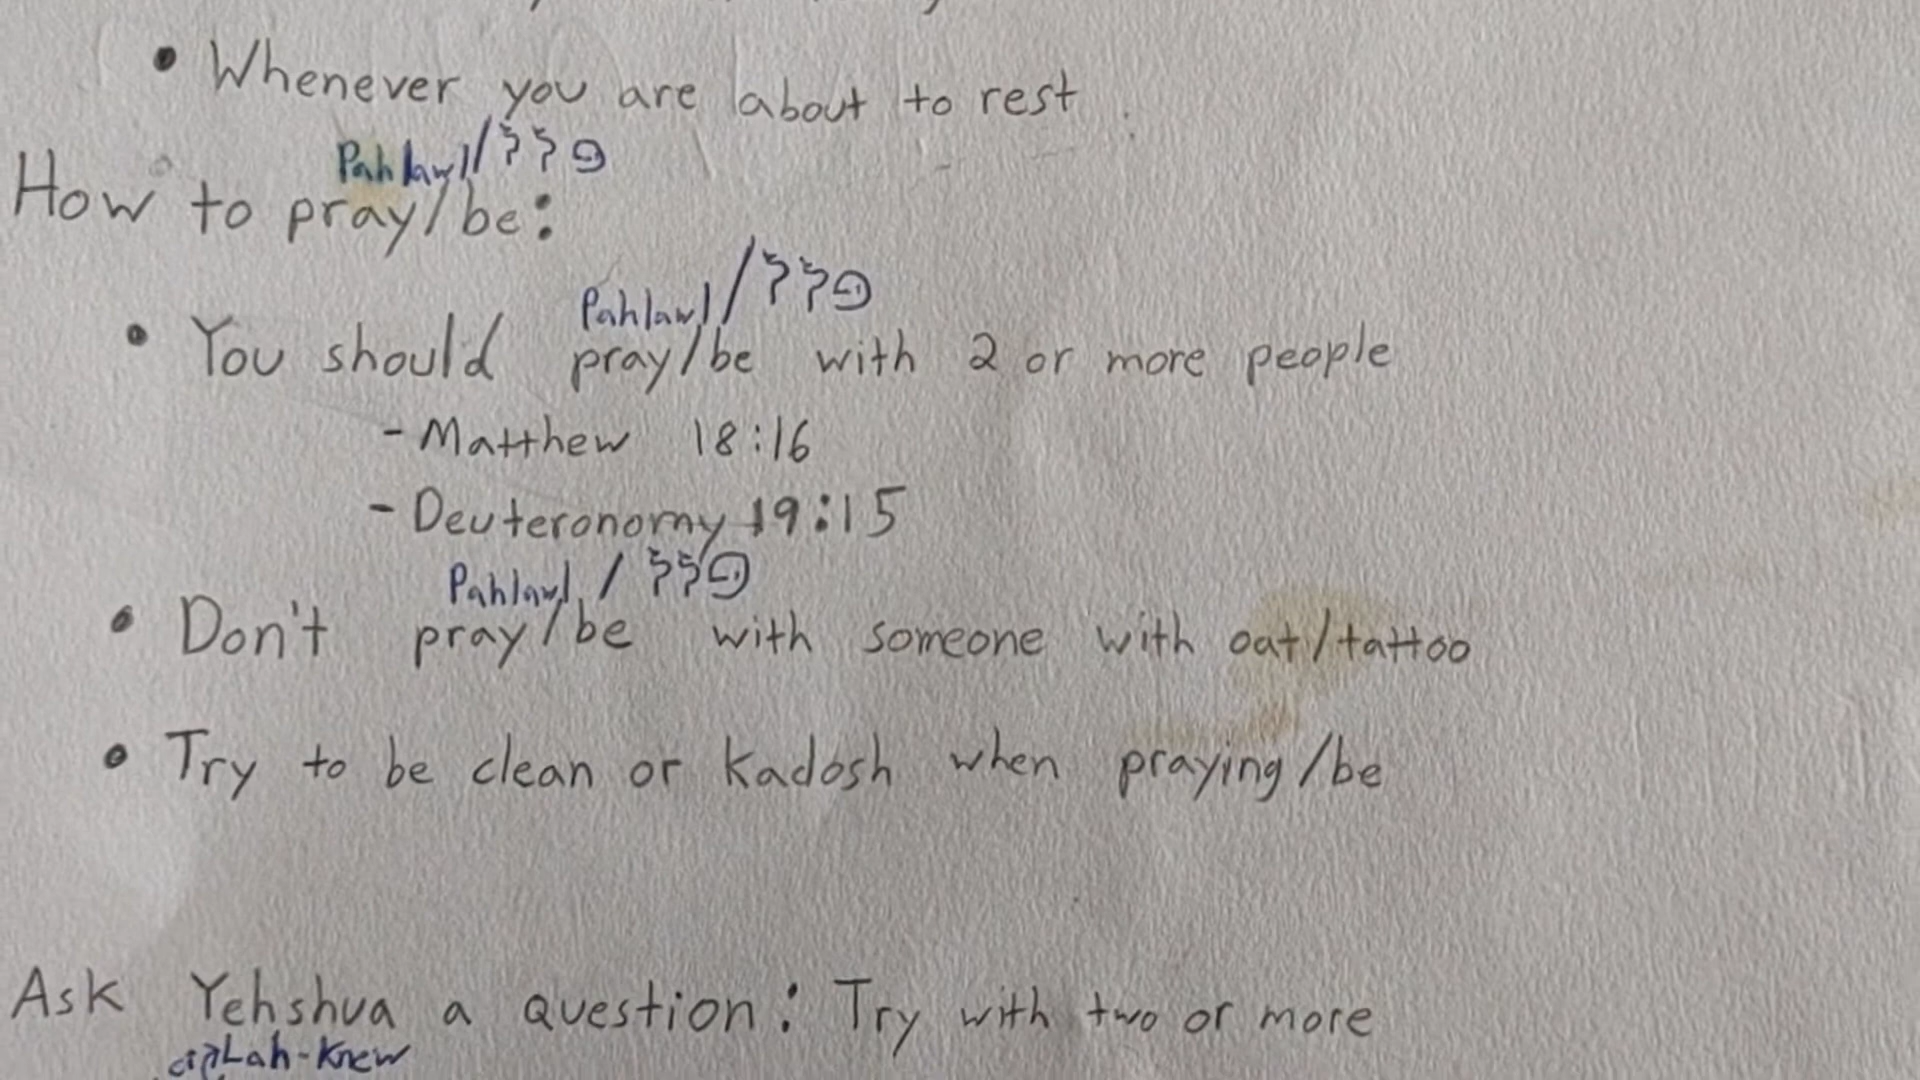 • Whenever you are about to rest
Pahlawl/
How to pray/be:
Pahlawl/
• You should pray/be with 2 or more people
- Matthew 18:16
- Deuteronomy 19:15
Pahlawl/
• Don't pray/be with someone with oat/tattoo
• Try to be clean or kadosh when praying/be
Ask Yehshua a question: Try with two or more
Lah-Knew